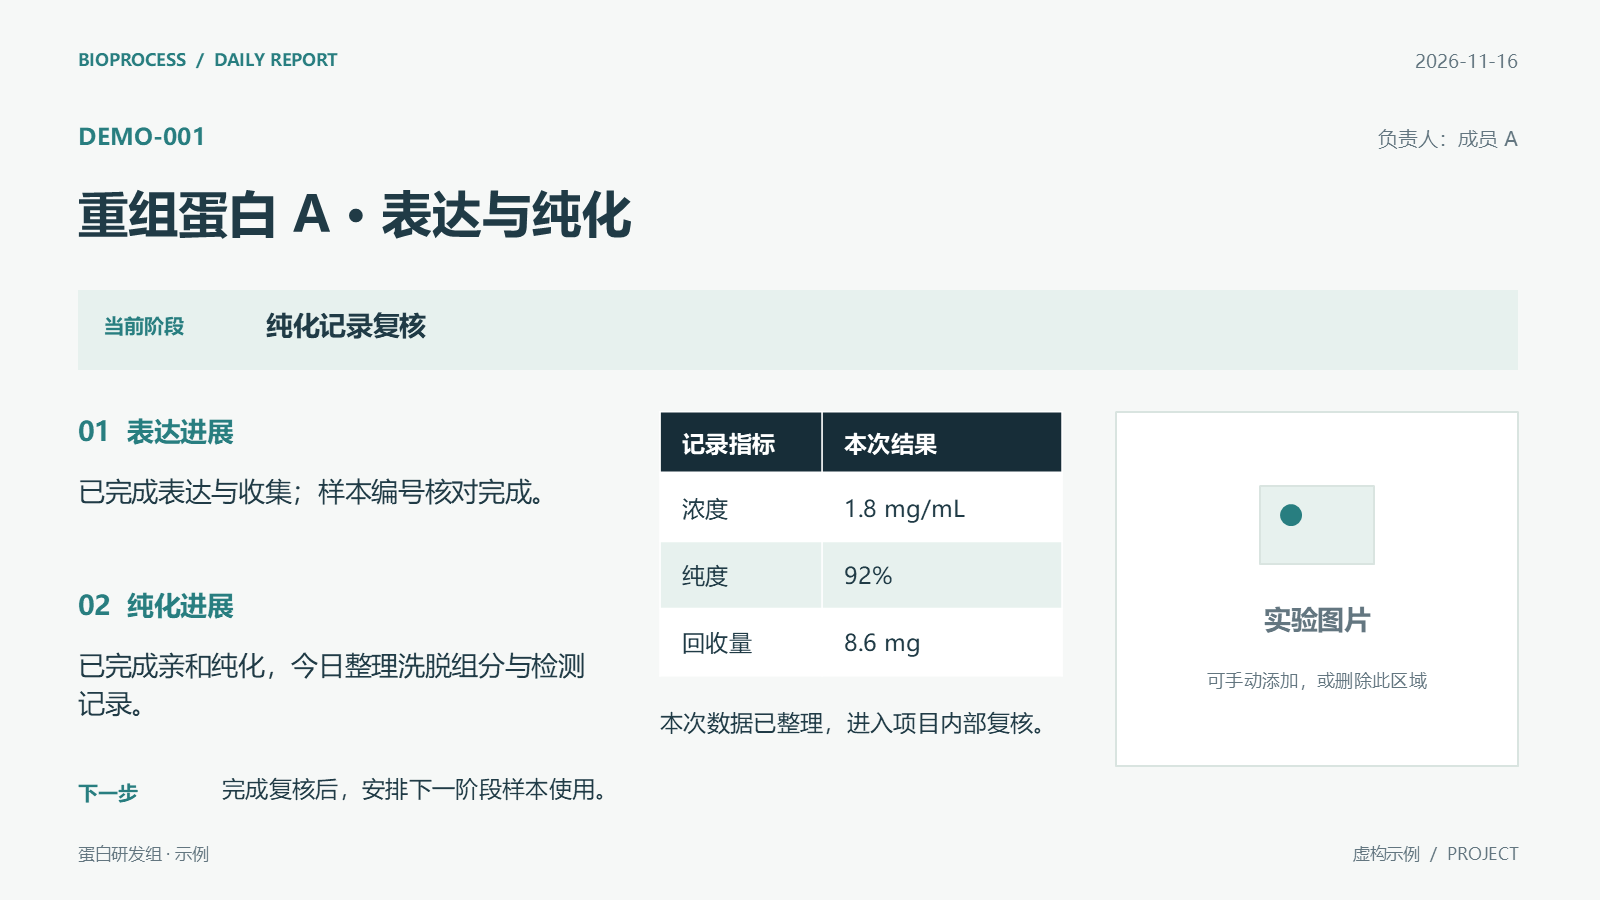 BIOPROCESS / DAILY REPORT
2026-11-16
DEMO-001
负责人：成员 A
重组蛋白 A · 表达与纯化
当前阶段 纯化记录复核
01 表达进展
已完成表达与收集；样本编号核对完成。
02 纯化进展
已完成亲和纯化，今日整理洗脱组分与检测
记录。
下一步 完成复核后，安排下一阶段样本使用。
记录指标 本次结果
浓度 1.8 mg/mL
纯度 92%
回收量 8.6 mg
本次数据已整理，进入项目内部复核。
实验图片
可手动添加，或删除此区域
蛋白研发组 · 示例
虚构示例 / PROJECT